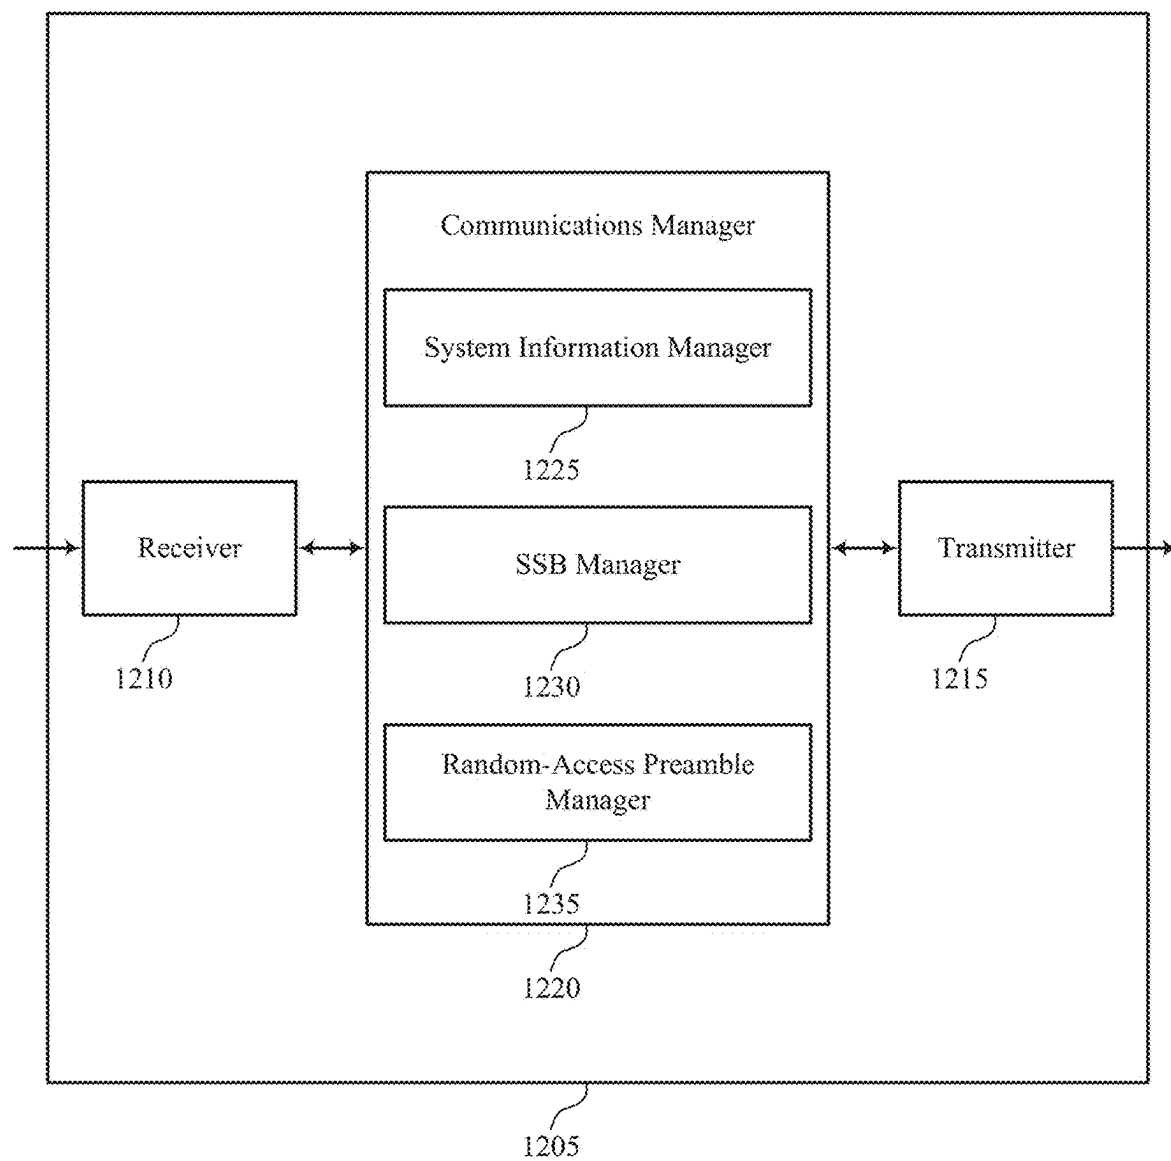 Communications Manager
System Information Manager
1225
Receiver
1210
SSB Manager
1230
Transmitter
1215
Random-Access Preamble
Manager
1235
1220
1205